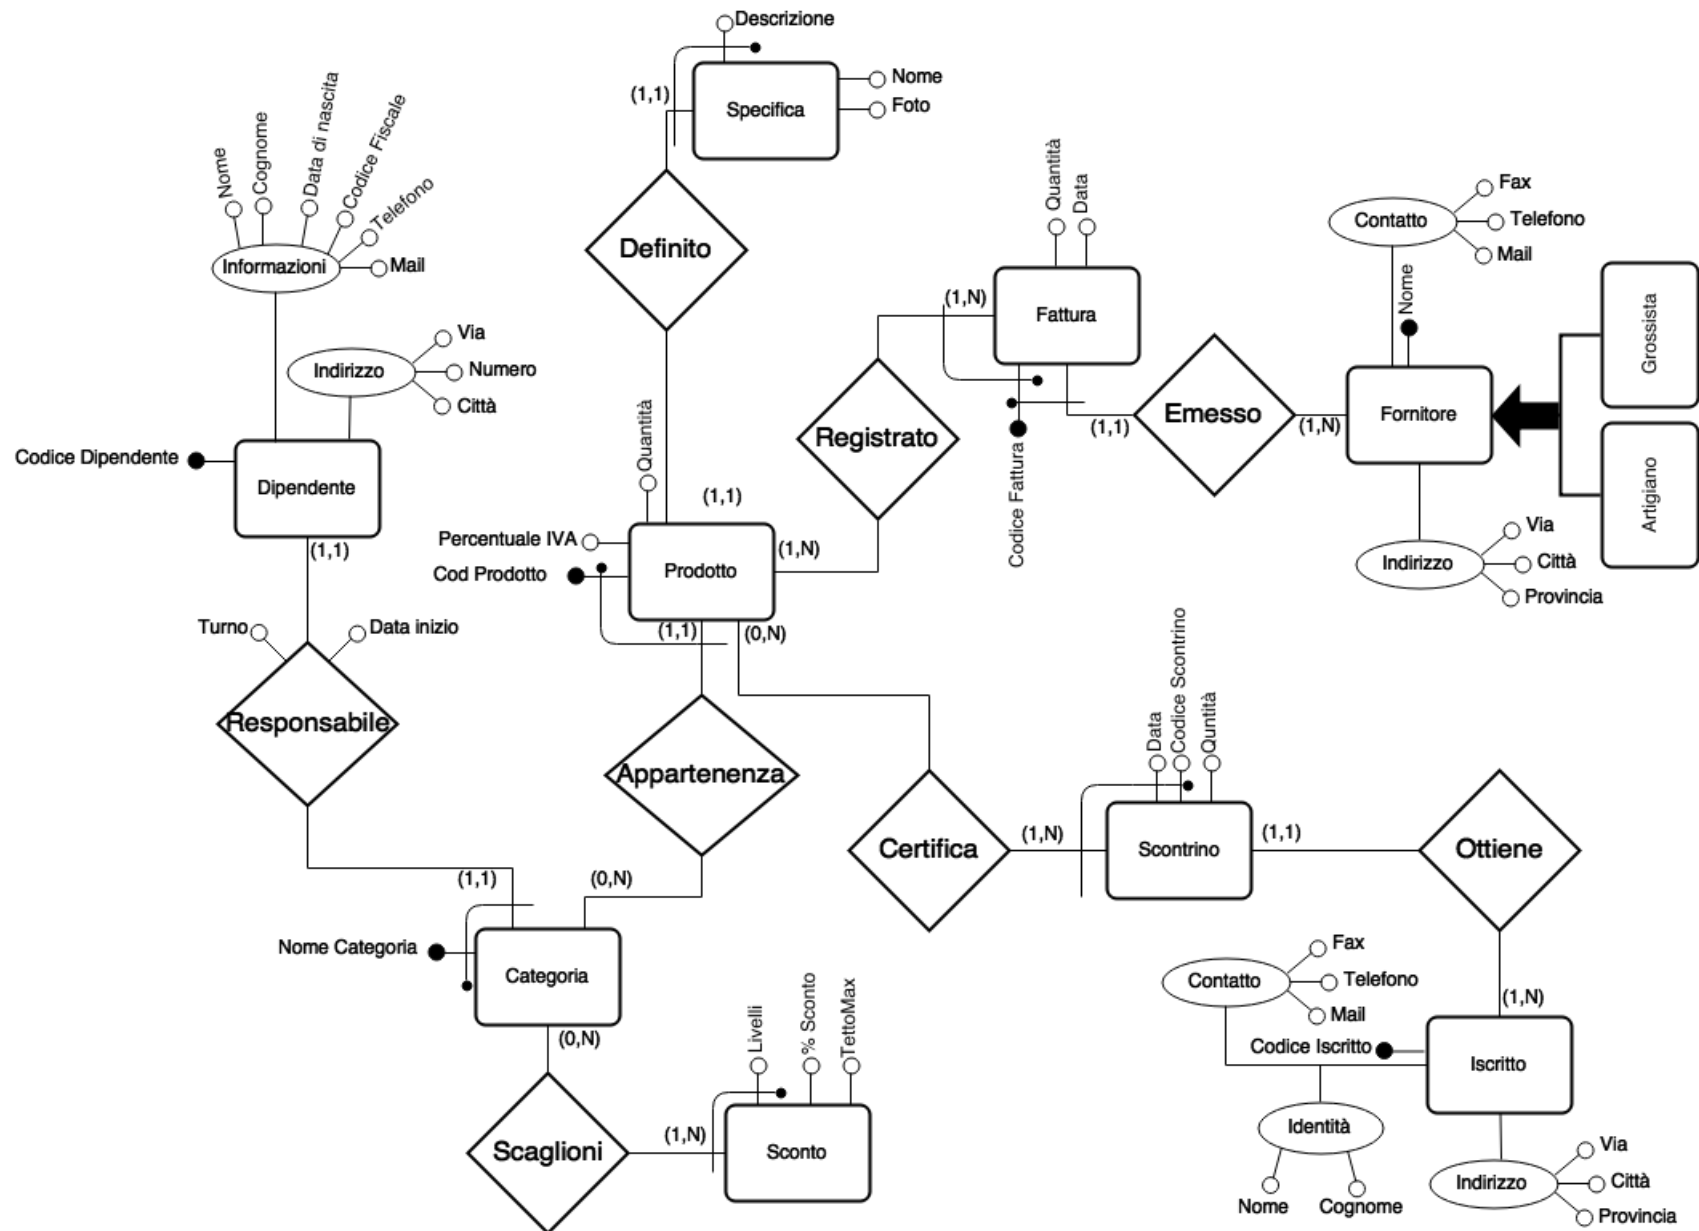 Descrizione
Nome
Foto
(1,1)
Specifica
Definito
Nome
Cognome
Data di nascita
Codice Fiscale
Telefono
Mail
Informazioni
Via
Numero
Città
Indirizzo
Codice Dipendente
Dipendente
(1,1)
Quantità
Data
(1,N)
Fattura
Registrato
Codice Fattura
(1,1)
Emesso
(1,N)
Fax
Telefono
Mail
Contatto
Nome
Fornitore
Grossista
Artigiano
Via
Città
Provincia
Indirizzo
Quantità
(1,1)
Percentuale IVA
Cod Prodotto
Prodotto
(1,N)
(1,1)
(0,N)
Turno
Data inizio
Responsabile
Appartenenza
Certifica
(1,N)
Data
Codice Scontrino
Quntità
Scontrino
(1,1)
Ottiene
(1,1)
(0,N)
Nome Categoria
Categoria
(0,N)
Scaglioni
(1,N)
Livelli
% Sconto
TettoMax
Sconto
(1,N)
Fax
Telefono
Mail
Contatto
Codice Iscritto
Iscritto
Identità
Nome
Cognome
Indirizzo
Via
Città
Provincia